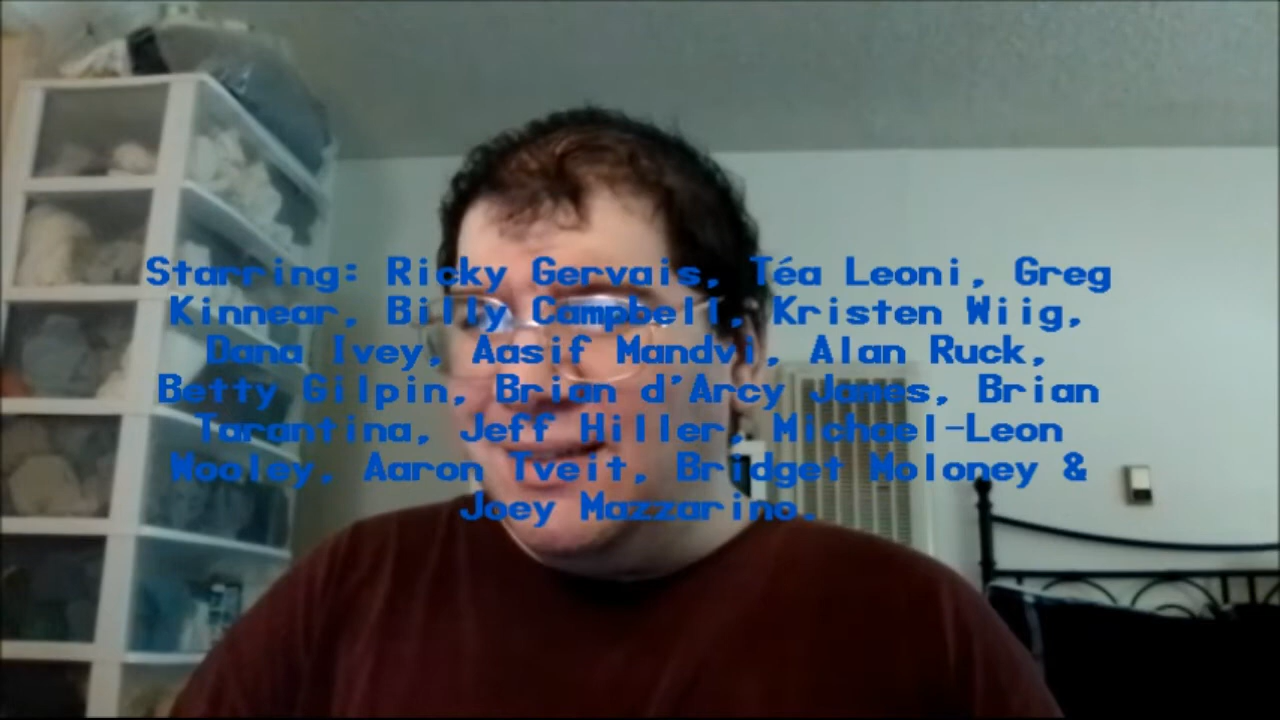 Starring: Ricky Gervais, Téa Leoni, Greg
Kinnear, Billy Campbell, Kristen Wiig,
Dana Ivey, Aasif Mandvi, Alan Ruck,
Betty Gilpin, Brian d'Arcy James, Brian
Tarantina, Jeff Hiller, Michael-Leon
Wooley, Aaron Tveit, Bridget Moloney &
Joey Mazzarino.